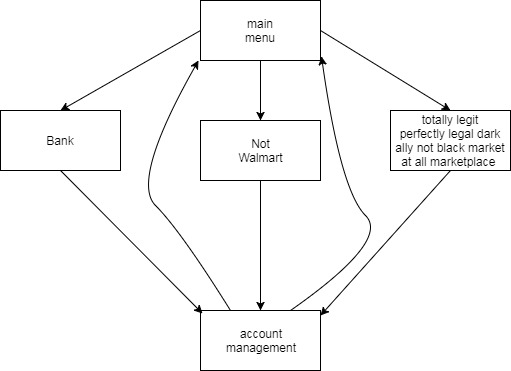 main
menu
Bank
Not
Walmart
totally legit
perfectly legal dark
ally not black market
at all marketplace
account
management